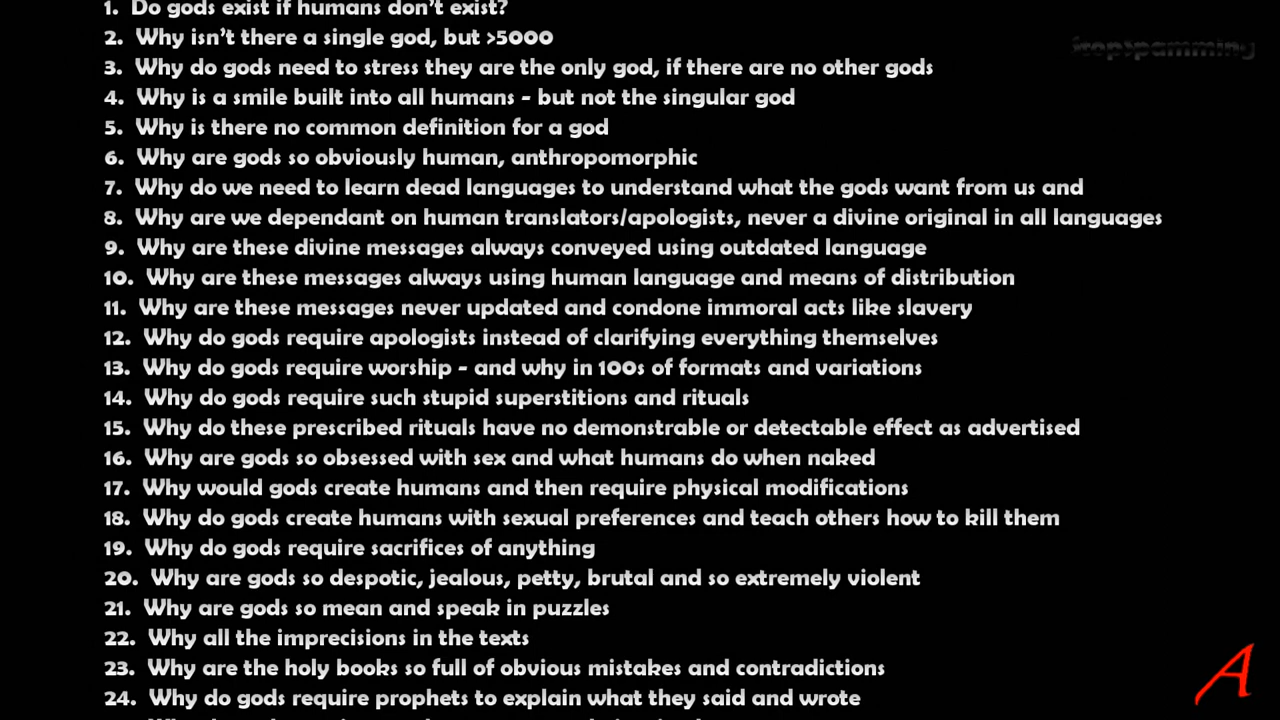 1. Do gods exist if humans don't exist?
stopspamming
2. Why isn't there a single god, but >5000
3. Why do gods need to stress they are the only god, if there are no other gods
4. Why is a smile built into all humans - but not the singular god
5. Why is there no common definition for a god
6. Why are gods so obviously human, anthropomorphic
7. Why do we need to learn dead languages to understand what the gods want from us and
8. Why are we dependant on human translators/apologists, never a divine original in all languages
9. Why are these divine messages always conveyed using outdated language
10. Why are these messages always using human language and means of distribution
11. Why are these messages never updated and condone immoral acts like slavery
12. Why do gods require apologists instead of clarifying everything themselves
13. Why do gods require worship - and why in 100s of formats and variations
14. Why do gods require such stupid superstitions and rituals
15. Why do these prescribed rituals have no demonstrable or detectable effect as advertised
16. Why are gods so obsessed with sex and what humans do when naked
17. Why would gods create humans and then require physical modifications
18. Why do gods create humans with sexual preferences and teach others how to kill them
19. Why do gods require sacrifices of anything
20. Why are gods so despotic, jealous, petty, brutal and so extremely violent
21. Why are gods so mean and speak in puzzles
22. Why all the imprecisions in the texts
23. Why are the holy books so full of obvious mistakes and contradictions
24. Why do gods require prophets to explain what they said and wrote
A